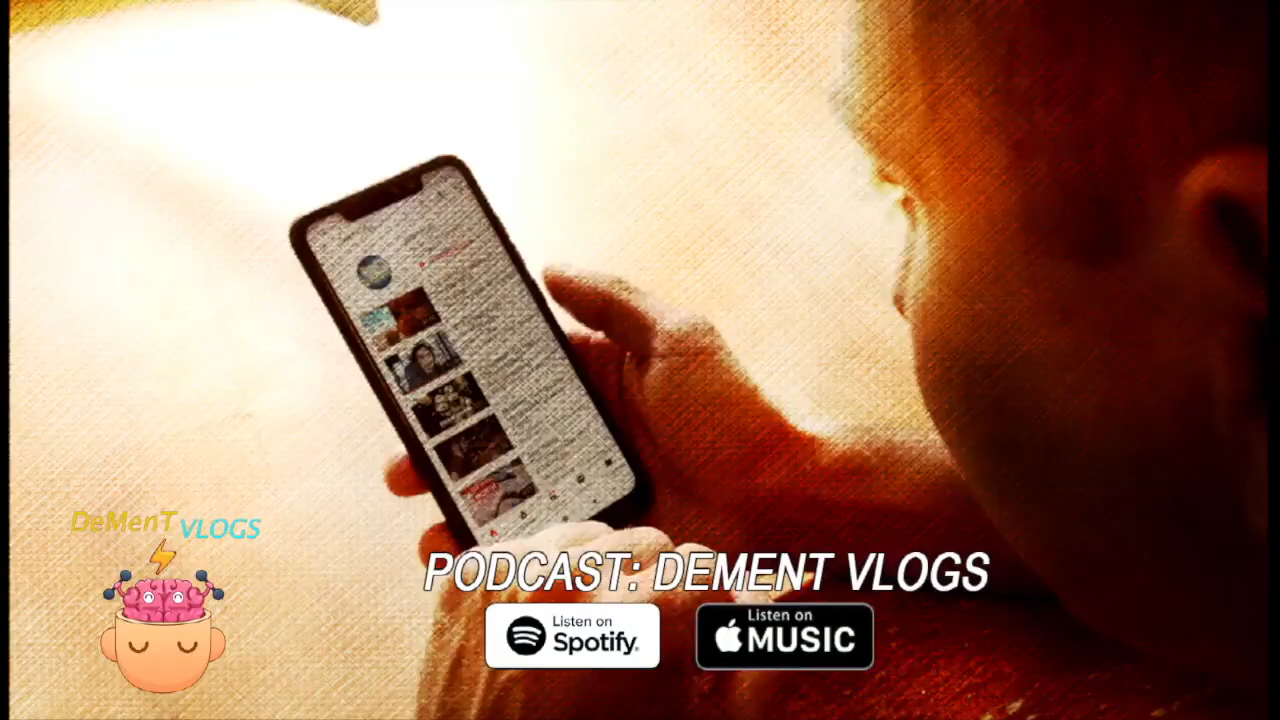 DeMenT VLOGS
PODCAST: DEMENT VLOGS
Listen on
Spotify
Listen on
MUSIC